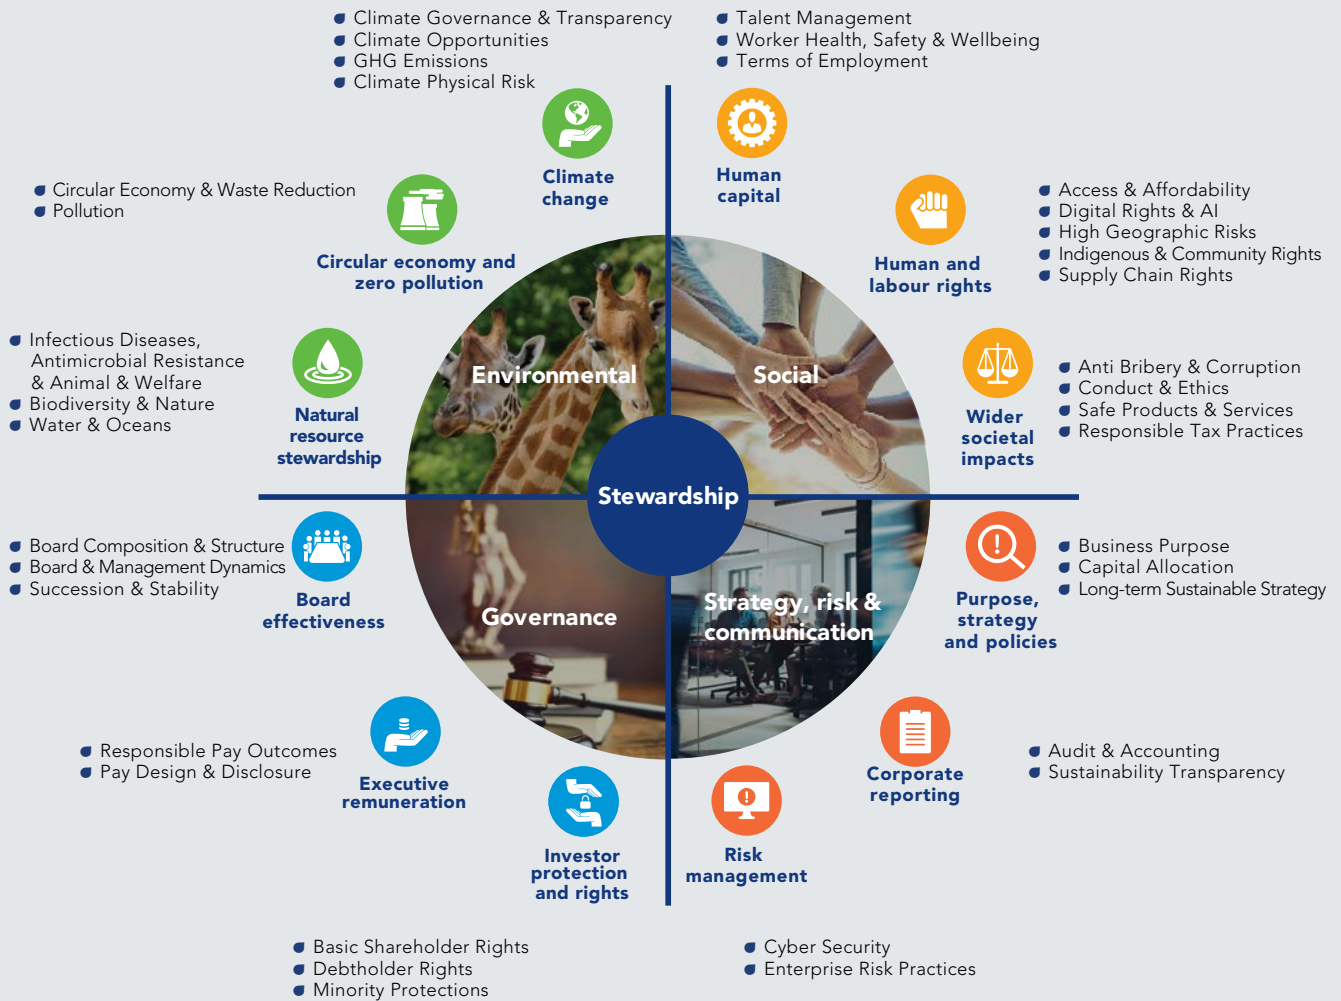 Climate Governance & Transparency
Climate Opportunities
GHG Emissions
Climate Physical Risk
Climate
change
Talent Management
Worker Health, Safety & Wellbeing
Terms of Employment
Human
capital
Circular Economy & Waste Reduction
Pollution
Circular economy and
zero pollution
Human and
labour rights
Access & Affordability
Digital Rights & AI
High Geographic Risks
Indigenous & Community Rights
Supply Chain Rights
Infectious Diseases,
Antimicrobial Resistance
& Animal & Welfare
Biodiversity & Nature
Water & Oceans
Natural
resource
stewardship
Environmental
Social
Wider
societal
impacts
Anti Bribery & Corruption
Conduct & Ethics
Safe Products & Services
Responsible Tax Practices
Stewardship
Board Composition & Structure
Board & Management Dynamics
Succession & Stability
Board
effectiveness
Governance
Strategy, risk &
communication
Purpose,
strategy
and policies
Business Purpose
Capital Allocation
Long-term Sustainable Strategy
Responsible Pay Outcomes
Pay Design & Disclosure
Executive
remuneration
Corporate
reporting
Audit & Accounting
Sustainability Transparency
Investor
protection
and rights
Risk
management
Basic Shareholder Rights
Debtholder Rights
Minority Protections
Cyber Security
Enterprise Risk Practices